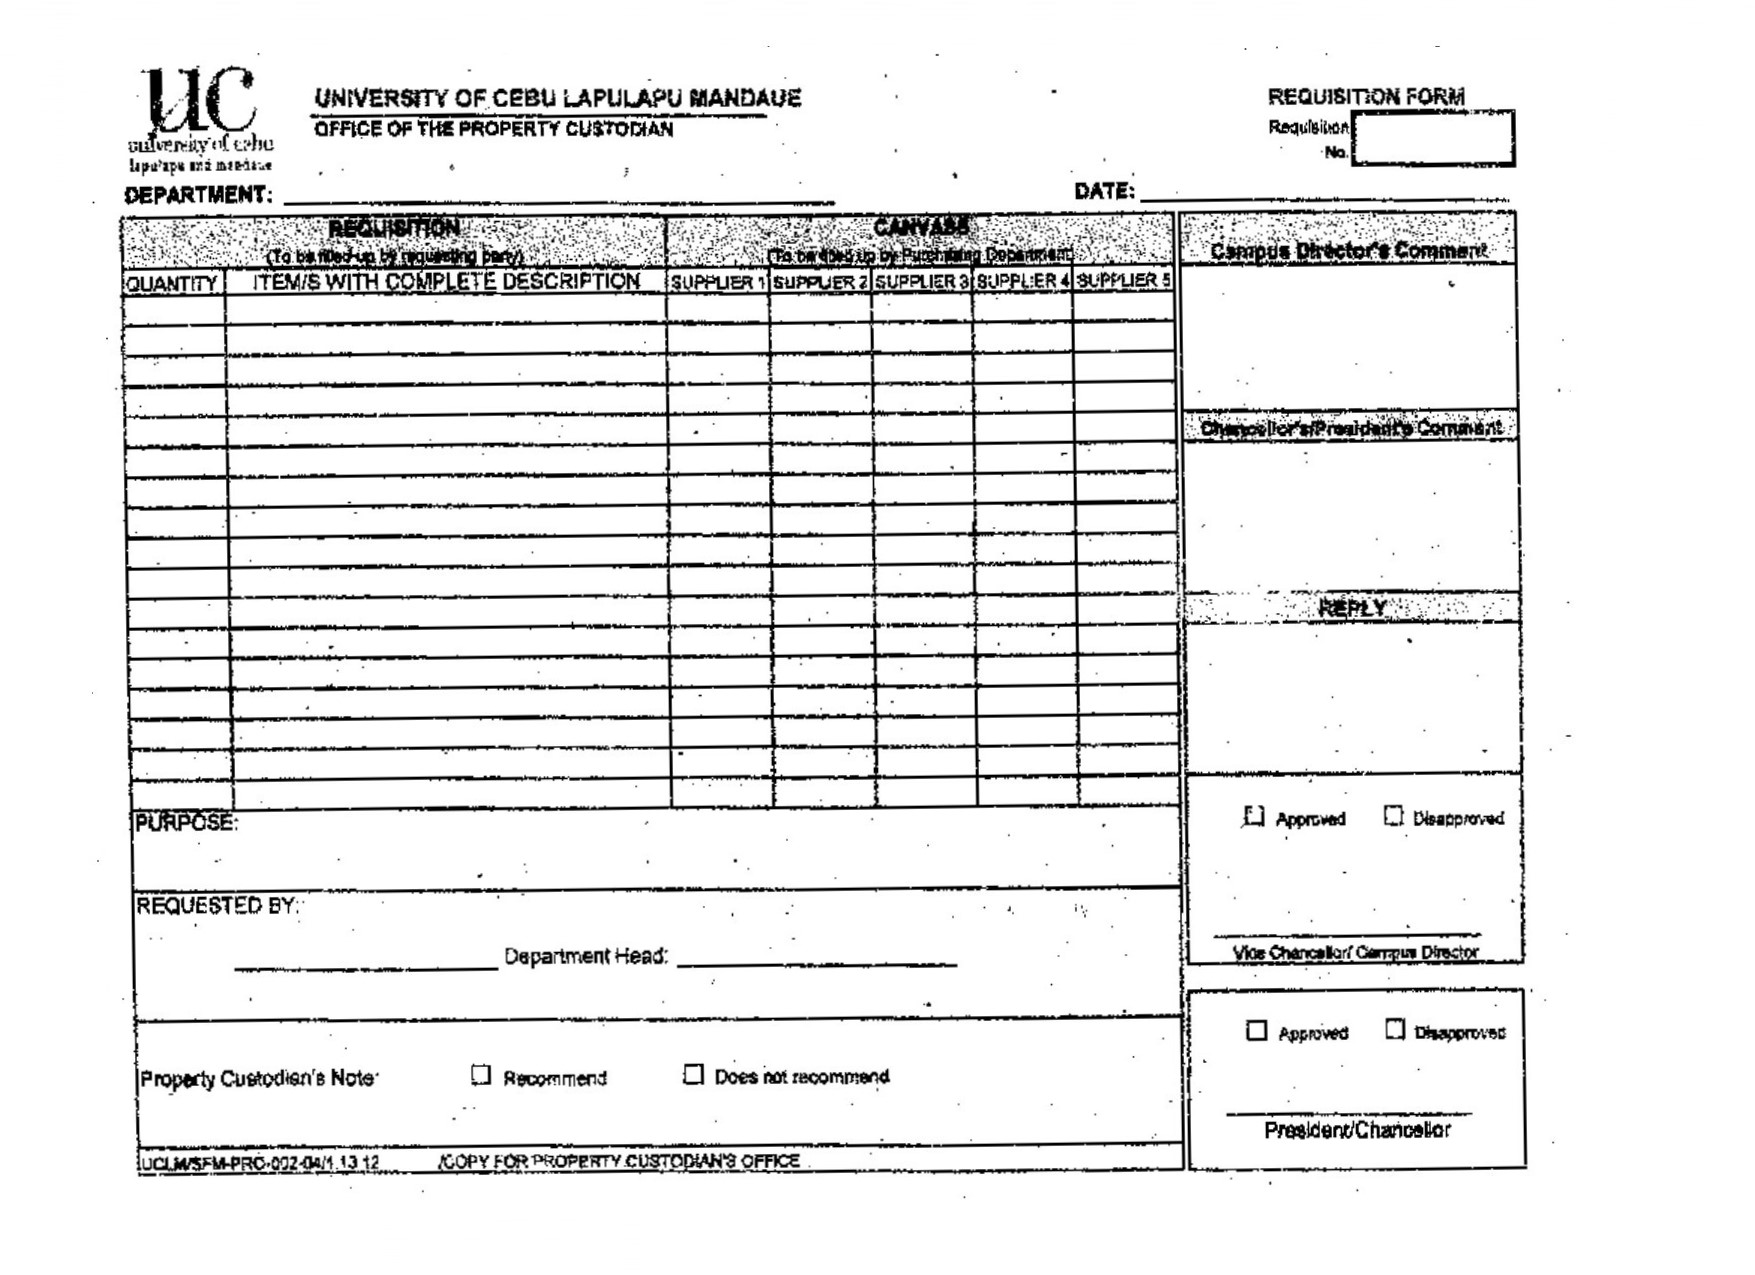 uc
university of cebu
lapulapu and mandaue
UNIVERSITY OF CEBU LAPULAPU MANDAUE
OFFICE OF THE PROPERTY CUSTODIAN
REQUISITION FORM
Requisition
No.
DEPARTMENT:
DATE:
REQUISITION
(To be filled-up by requesting party)
CANVASS
(To be filled up by Purchasing Department)
QUANTITY ITEM/S WITH COMPLETE DESCRIPTION SUPPLIER 1 SUPPLIER 2 SUPPLIER 3 SUPPLIER 4 SUPPLIER 5
Campus Director's Comment
Chancellor's/President's Comment
REPLY
Approved Disapproved
Vice Chancellor/ Campus Director
PURPOSE:
REQUESTED BY:
Department Head:
Property Custodian's Note: Recommend Does not recommend
Approved Disapproved
President/Chancellor
UCLM/SFM-PRO-002-04/1.13.12 /COPY FOR PROPERTY CUSTODIAN'S OFFICE